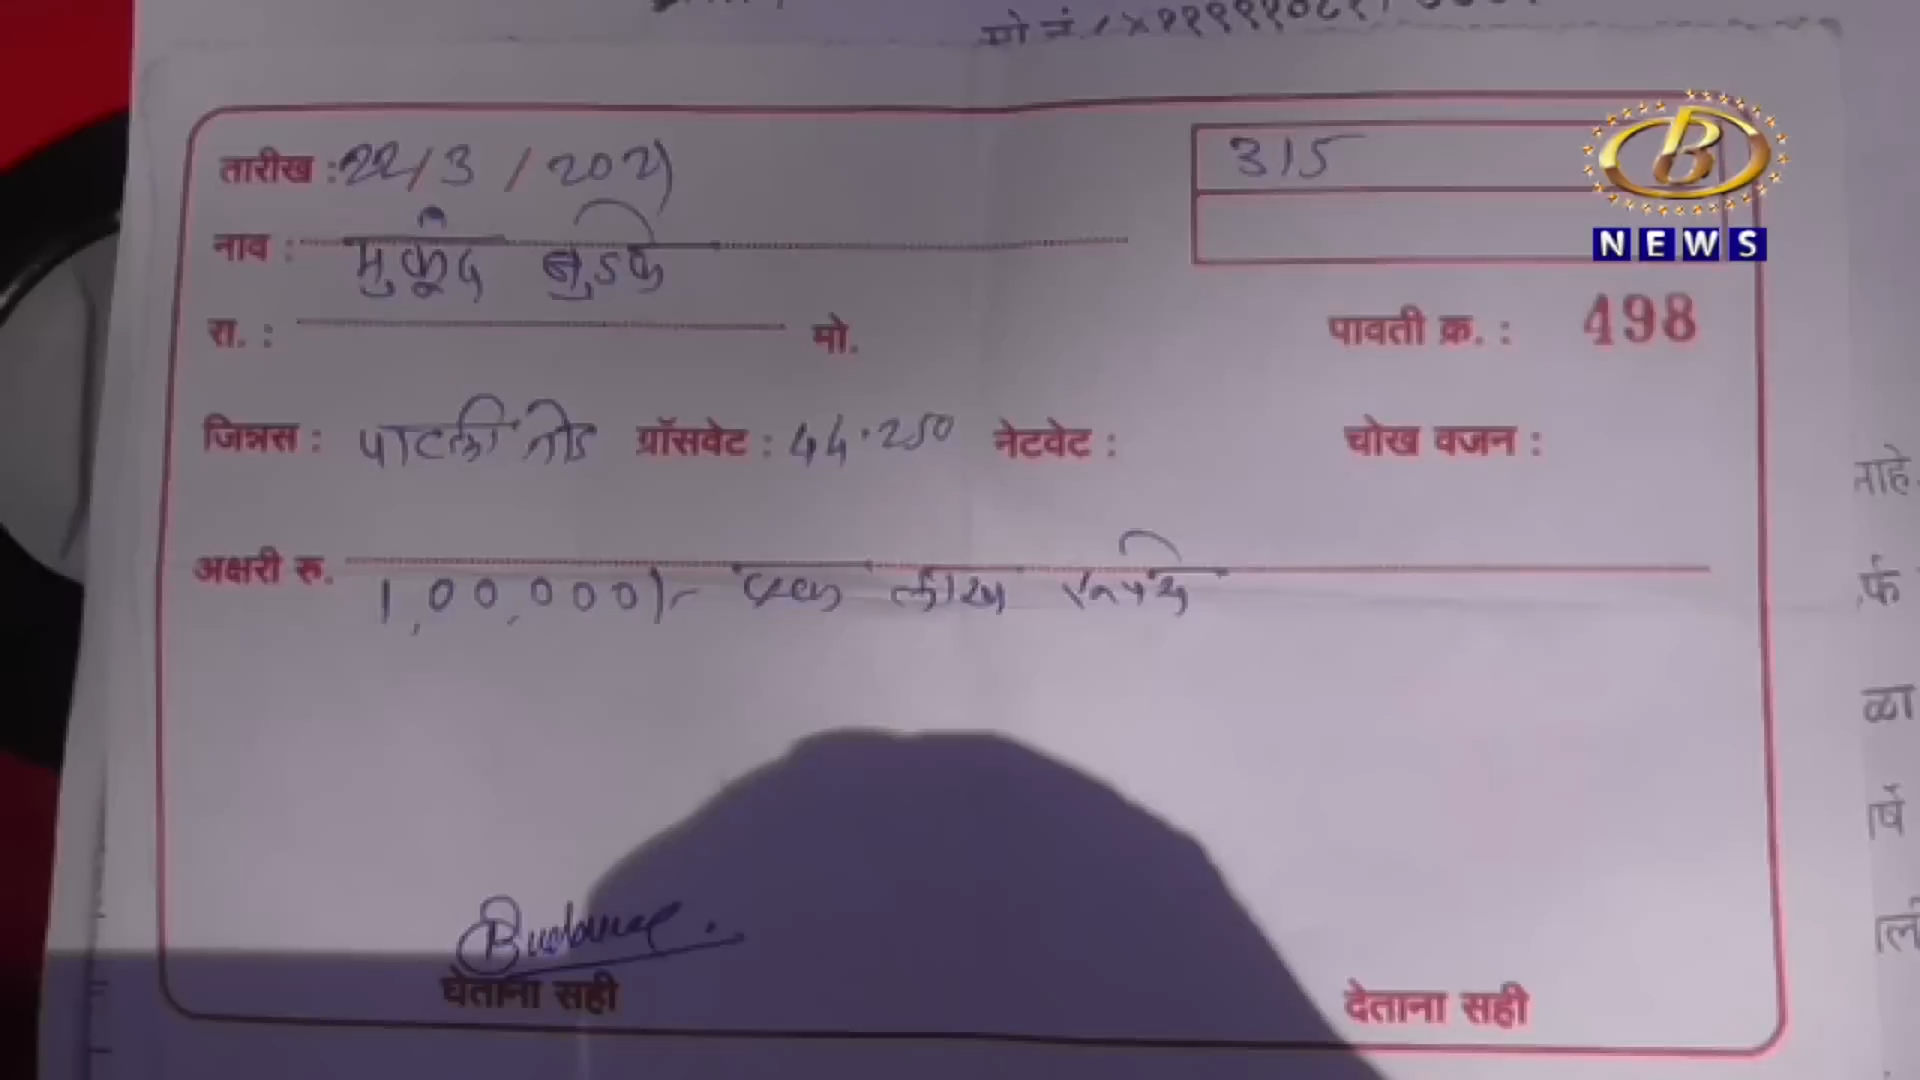 मो नं.
B
NEWS
तारीख : 22/3/2021
315
नाव : मुकुंद बुडके
रा. : मो. पावती क्र. : 498
जिन्नस : पाटली तोडे ग्रॉसवेट : 44.250 नेटवेट : चोख वजन :
अक्षरी रु. 1,00,000/- एक लाख रुपये
घेताना सही
देताना सही
नाहे.
र्फ
ळा
र्षे